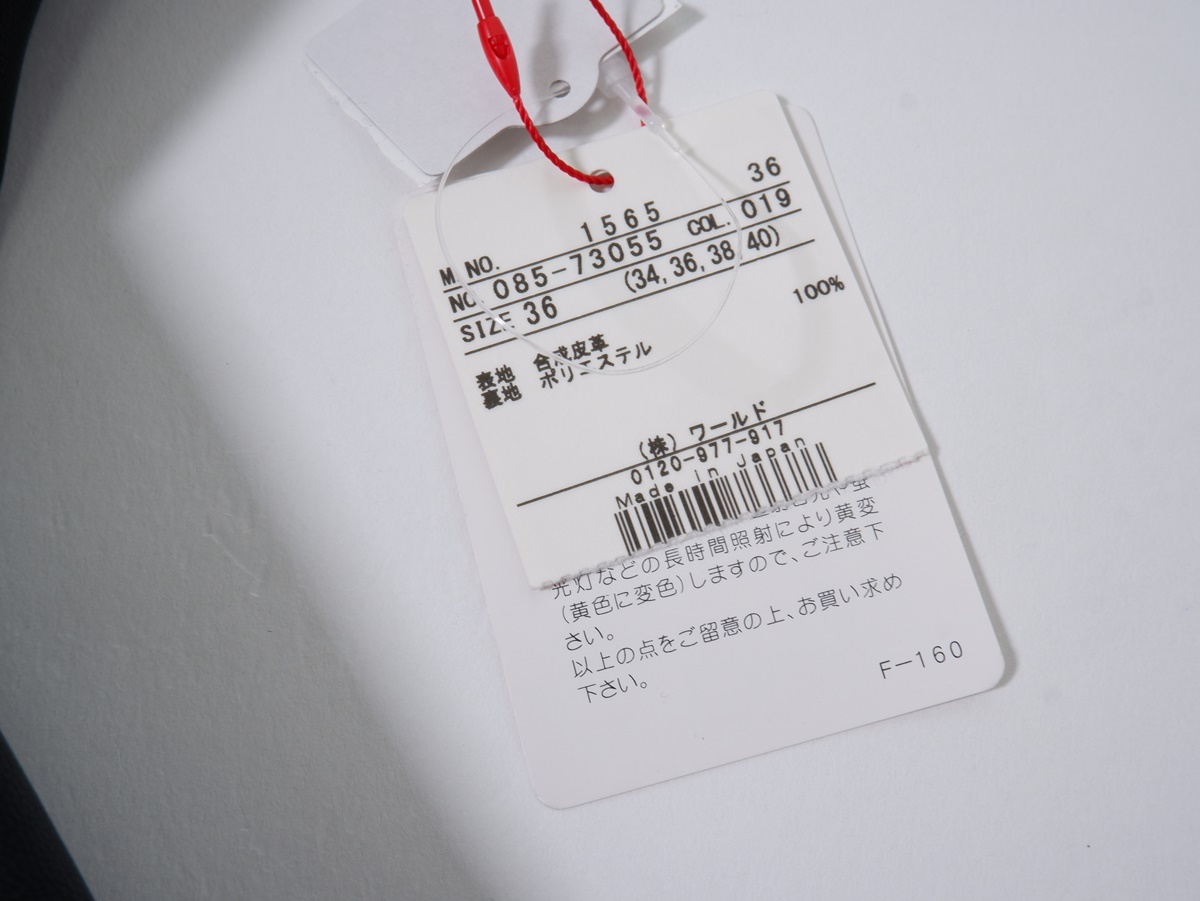 36
M NO. 1565
NO. 085-73055 COL. 019
SIZE 36 (34, 36, 38, 40)
表地 合成皮革
裏地 ポリエステル 100%
(株) ワールド
0120-977-917
Made in Japan
光灯などの長時間照射により黄変
(黄色に変色)しますので、ご注意下
さい。
以上の点をご留意の上、お買い求め
下さい。
F-160